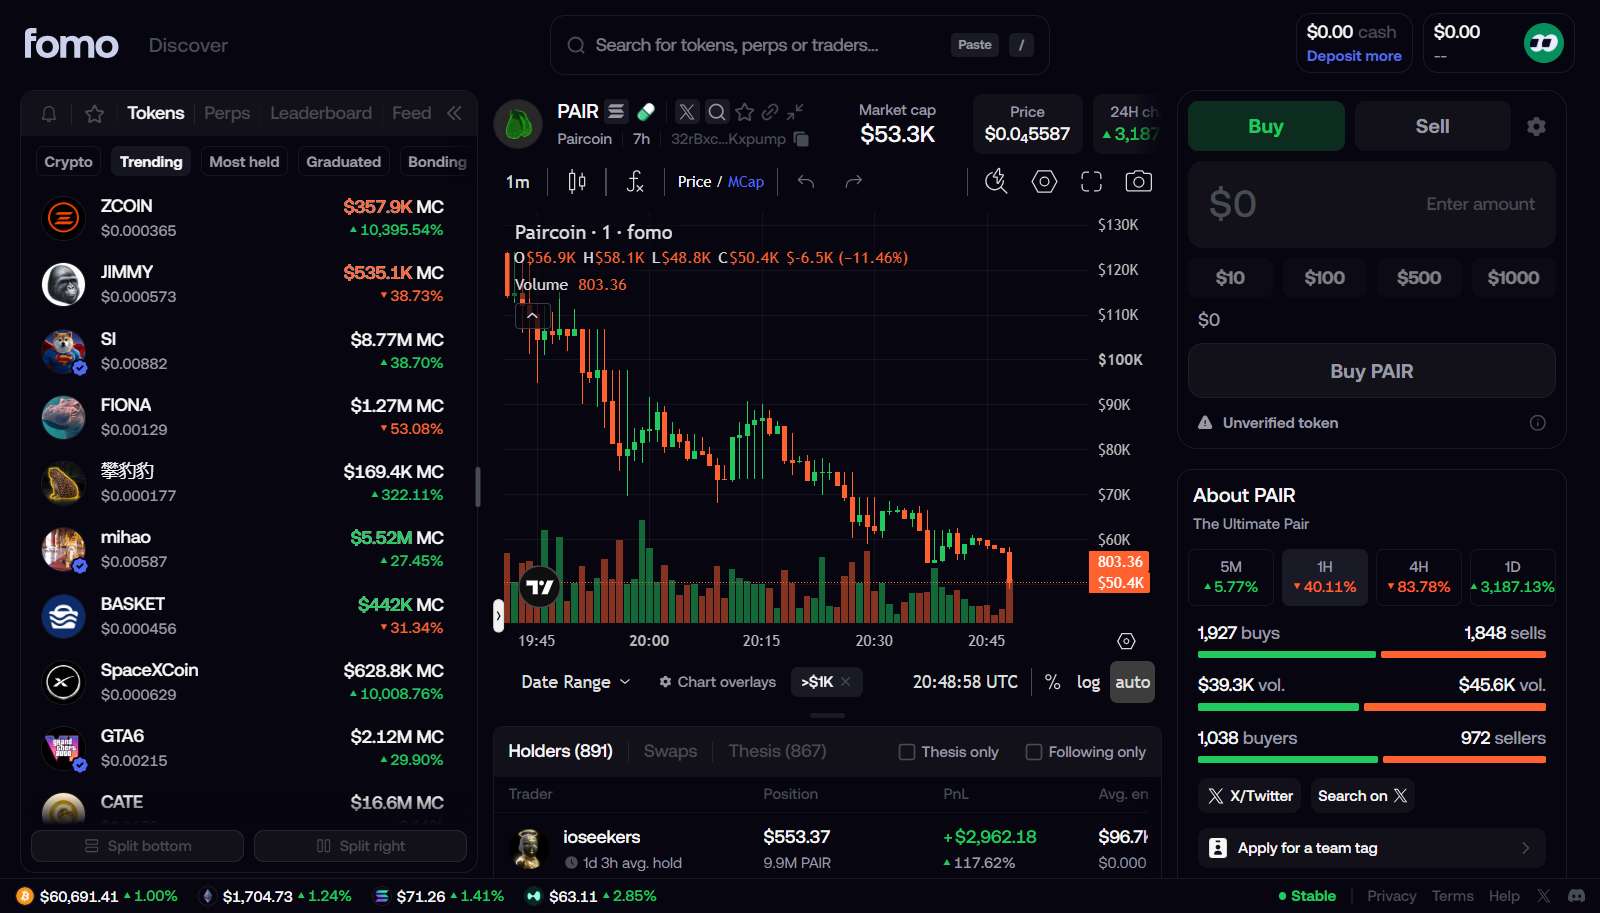 fomo
Discover
Search for tokens, perps or traders...
Paste
/
$0.00 cash
Deposit more
$0.00
--
Tokens
Perps
Leaderboard
Feed
Crypto
Trending
Most held
Graduated
Bonding
ZCOIN
$357.9K MC
$0.000365
10,395.54%
JIMMY
$535.1K MC
$0.000573
38.73%
SI
$8.77M MC
$0.00882
38.70%
FIONA
$1.27M MC
$0.00129
53.08%
攀豹豹
$169.4K MC
$0.000177
322.11%
mihao
$5.52M MC
$0.00587
27.45%
BASKET
$442K MC
$0.000456
31.34%
SpaceXCoin
$628.8K MC
$0.000629
10,008.76%
GTA6
$2.12M MC
$0.00215
29.90%
CATE
$16.6M MC
Split bottom
Split right
PAIR
Paircoin
7h
32rBxc...Kxpump
Market cap
$53.3K
Price
$0.0₄5587
24H ch
3,187
1m
Price / MCap
Paircoin · 1 · fomo
O$56.9K H$58.1K L$48.8K C$50.4K $-6.5K (−11.46%)
Volume 803.36
$130K
$120K
$110K
$100K
$90K
$80K
$70K
$60K
803.36
$50.4K
19:45
20:00
20:15
20:30
20:45
Date Range
Chart overlays
>$1K
20:48:58 UTC
%
log
auto
Holders (891)
Swaps
Thesis (867)
Thesis only
Following only
Trader
Position
PnL
Avg. en
ioseekers
$553.37
+$2,962.18
$96.7K
1d 3h avg. hold
9.9M PAIR
117.62%
$0.000
Buy
Sell
$0
Enter amount
$10
$100
$500
$1000
$0
Buy PAIR
Unverified token
About PAIR
The Ultimate Pair
5M
5.77%
1H
40.11%
4H
83.78%
1D
3,187.13%
1,927 buys
1,848 sells
$39.3K vol.
$45.6K vol.
1,038 buyers
972 sellers
X/Twitter
Search on X
Apply for a team tag
$60,691.41 1.00%
$1,704.73 1.24%
$71.26 1.41%
$63.11 2.85%
Stable
Privacy
Terms
Help